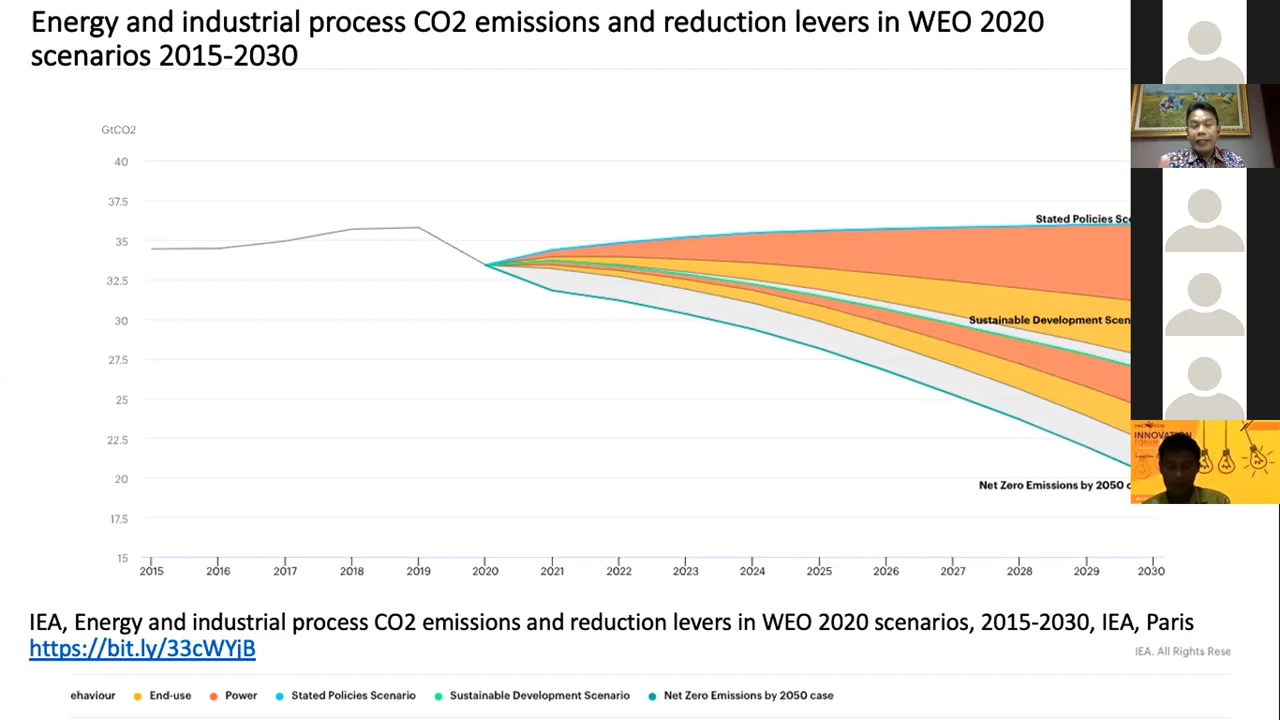 Energy and industrial process CO2 emissions and reduction levers in WEO 2020
scenarios 2015-2030
GtCO2
40
37.5
35
32.5
30
27.5
25
22.5
20
17.5
15
Stated Policies Sce
Sustainable Development Scen
Net Zero Emissions by 2050 c
2015 2016 2017 2018 2019 2020 2021 2022 2023 2024 2025 2026 2027 2028 2029 2030
INNOVATION
FORUM
IEA, Energy and industrial process CO2 emissions and reduction levers in WEO 2020 scenarios, 2015-2030, IEA, Paris
https://bit.ly/33cWYjB
IEA. All Rights Rese
ehaviour End-use Power Stated Policies Scenario Sustainable Development Scenario Net Zero Emissions by 2050 case